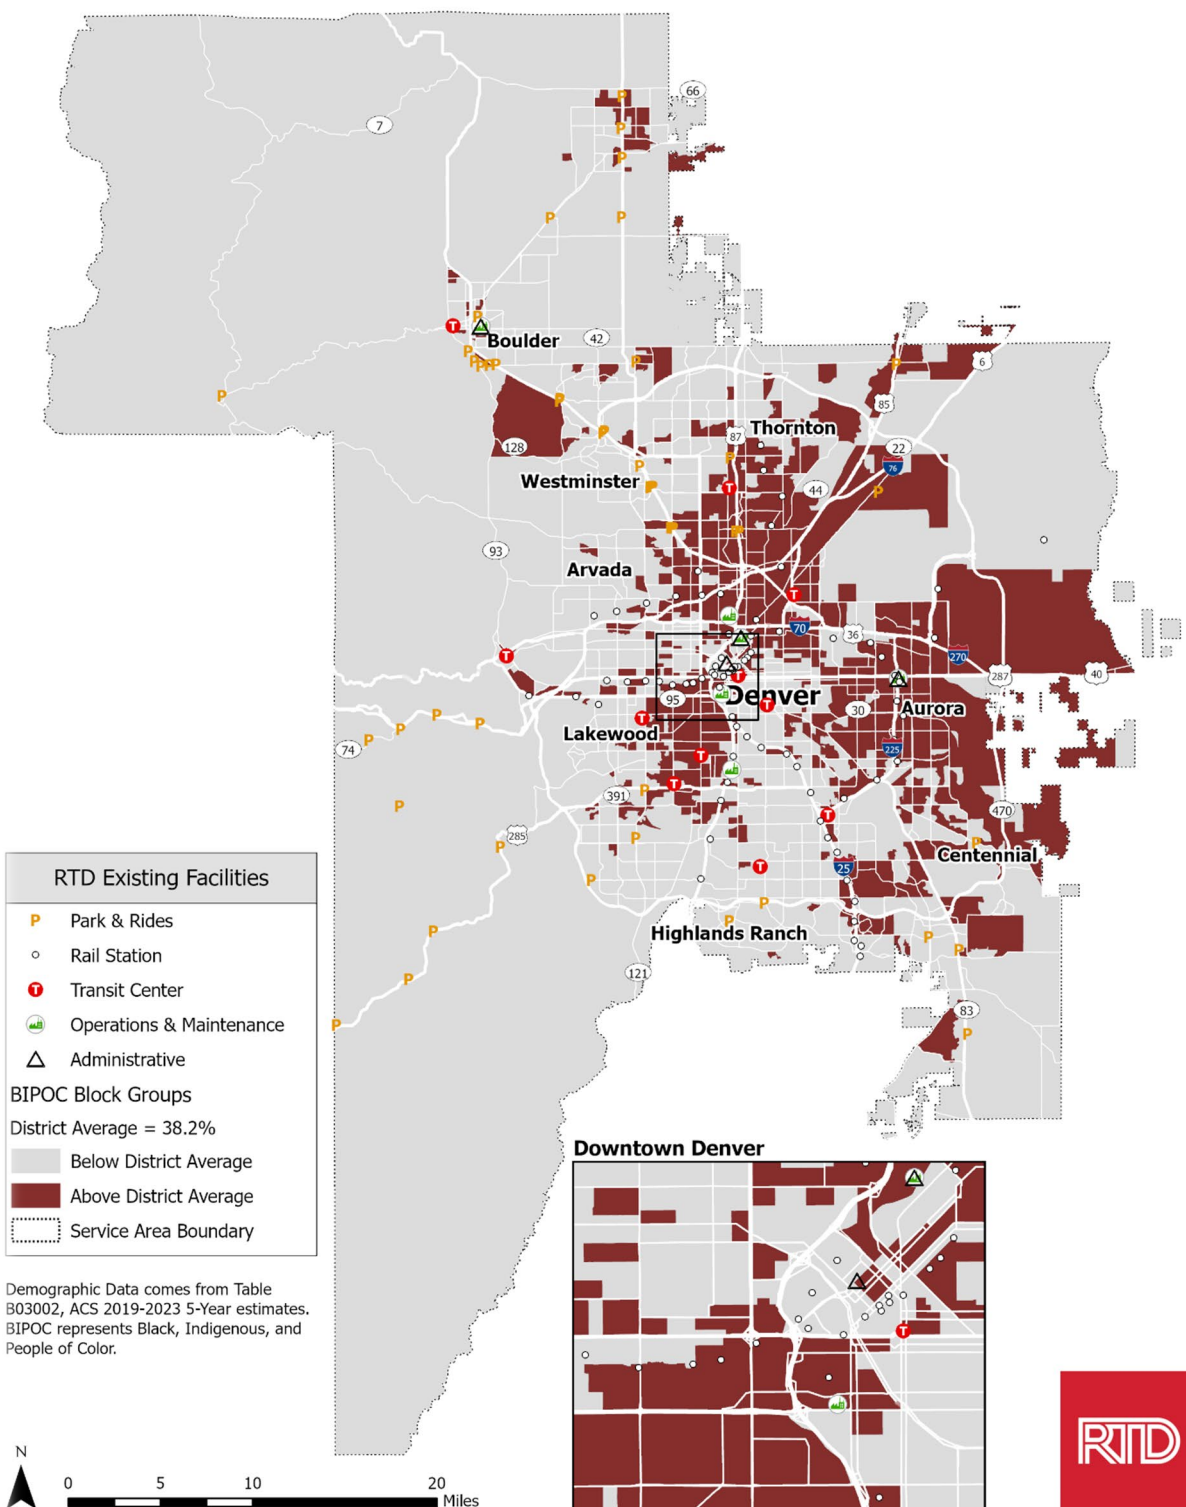 66
7
Boulder
42
6
85
87
Thornton
128
22
76
Westminster
44
93
Arvada
70
36
270
287
40
95
Denver
30
Aurora
Lakewood
74
225
391
470
285
Centennial
25
Highlands Ranch
121
83
RTD Existing Facilities
P Park & Rides
Rail Station
T Transit Center
Operations & Maintenance
Administrative
BIPOC Block Groups
District Average = 38.2%
Below District Average
Above District Average
Service Area Boundary
Demographic Data comes from Table
B03002, ACS 2019-2023 5-Year estimates.
BIPOC represents Black, Indigenous, and
People of Color.
Downtown Denver
N
0 5 10 20
Miles
RTD